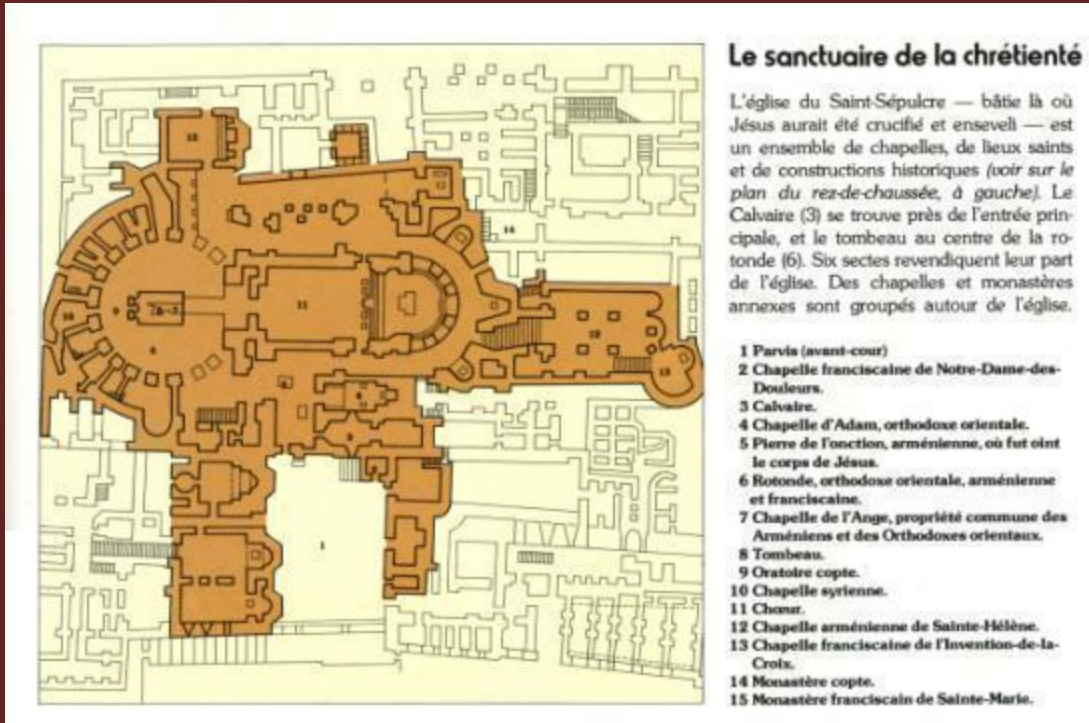 Le sanctuaire de la chrétienté
L'église du Saint-Sépulcre — bâtie là où
Jésus aurait été crucifié et enseveli — est
un ensemble de chapelles, de lieux saints
et de constructions historiques (voir sur le
plan du rez-de-chaussée, à gauche). Le
Calvaire (3) se trouve près de l'entrée prin-
cipale, et le tombeau au centre de la ro-
tonde (6). Six sectes revendiquent leur part
de l'église. Des chapelles et monastères
annexes sont groupés autour de l'église.
1 Parvis (avant-cour)
2 Chapelle franciscaine de Notre-Dame-des-
Douleurs.
3 Calvaire.
4 Chapelle d'Adam, orthodoxe orientale.
5 Pierre de l'onction, arménienne, où fut oint
le corps de Jésus.
6 Rotonde, orthodoxe orientale, arménienne
et franciscaine.
7 Chapelle de l'Ange, propriété commune des
Arméniens et des Orthodoxes orientaux.
8 Tombeau.
9 Oratoire copte.
10 Chapelle syrienne.
11 Chœur.
12 Chapelle arménienne de Sainte-Hélène.
13 Chapelle franciscaine de l'Invention-de-la-
Croix.
14 Monastère copte.
15 Monastère franciscain de Sainte-Marie.
14
11
9
12
1